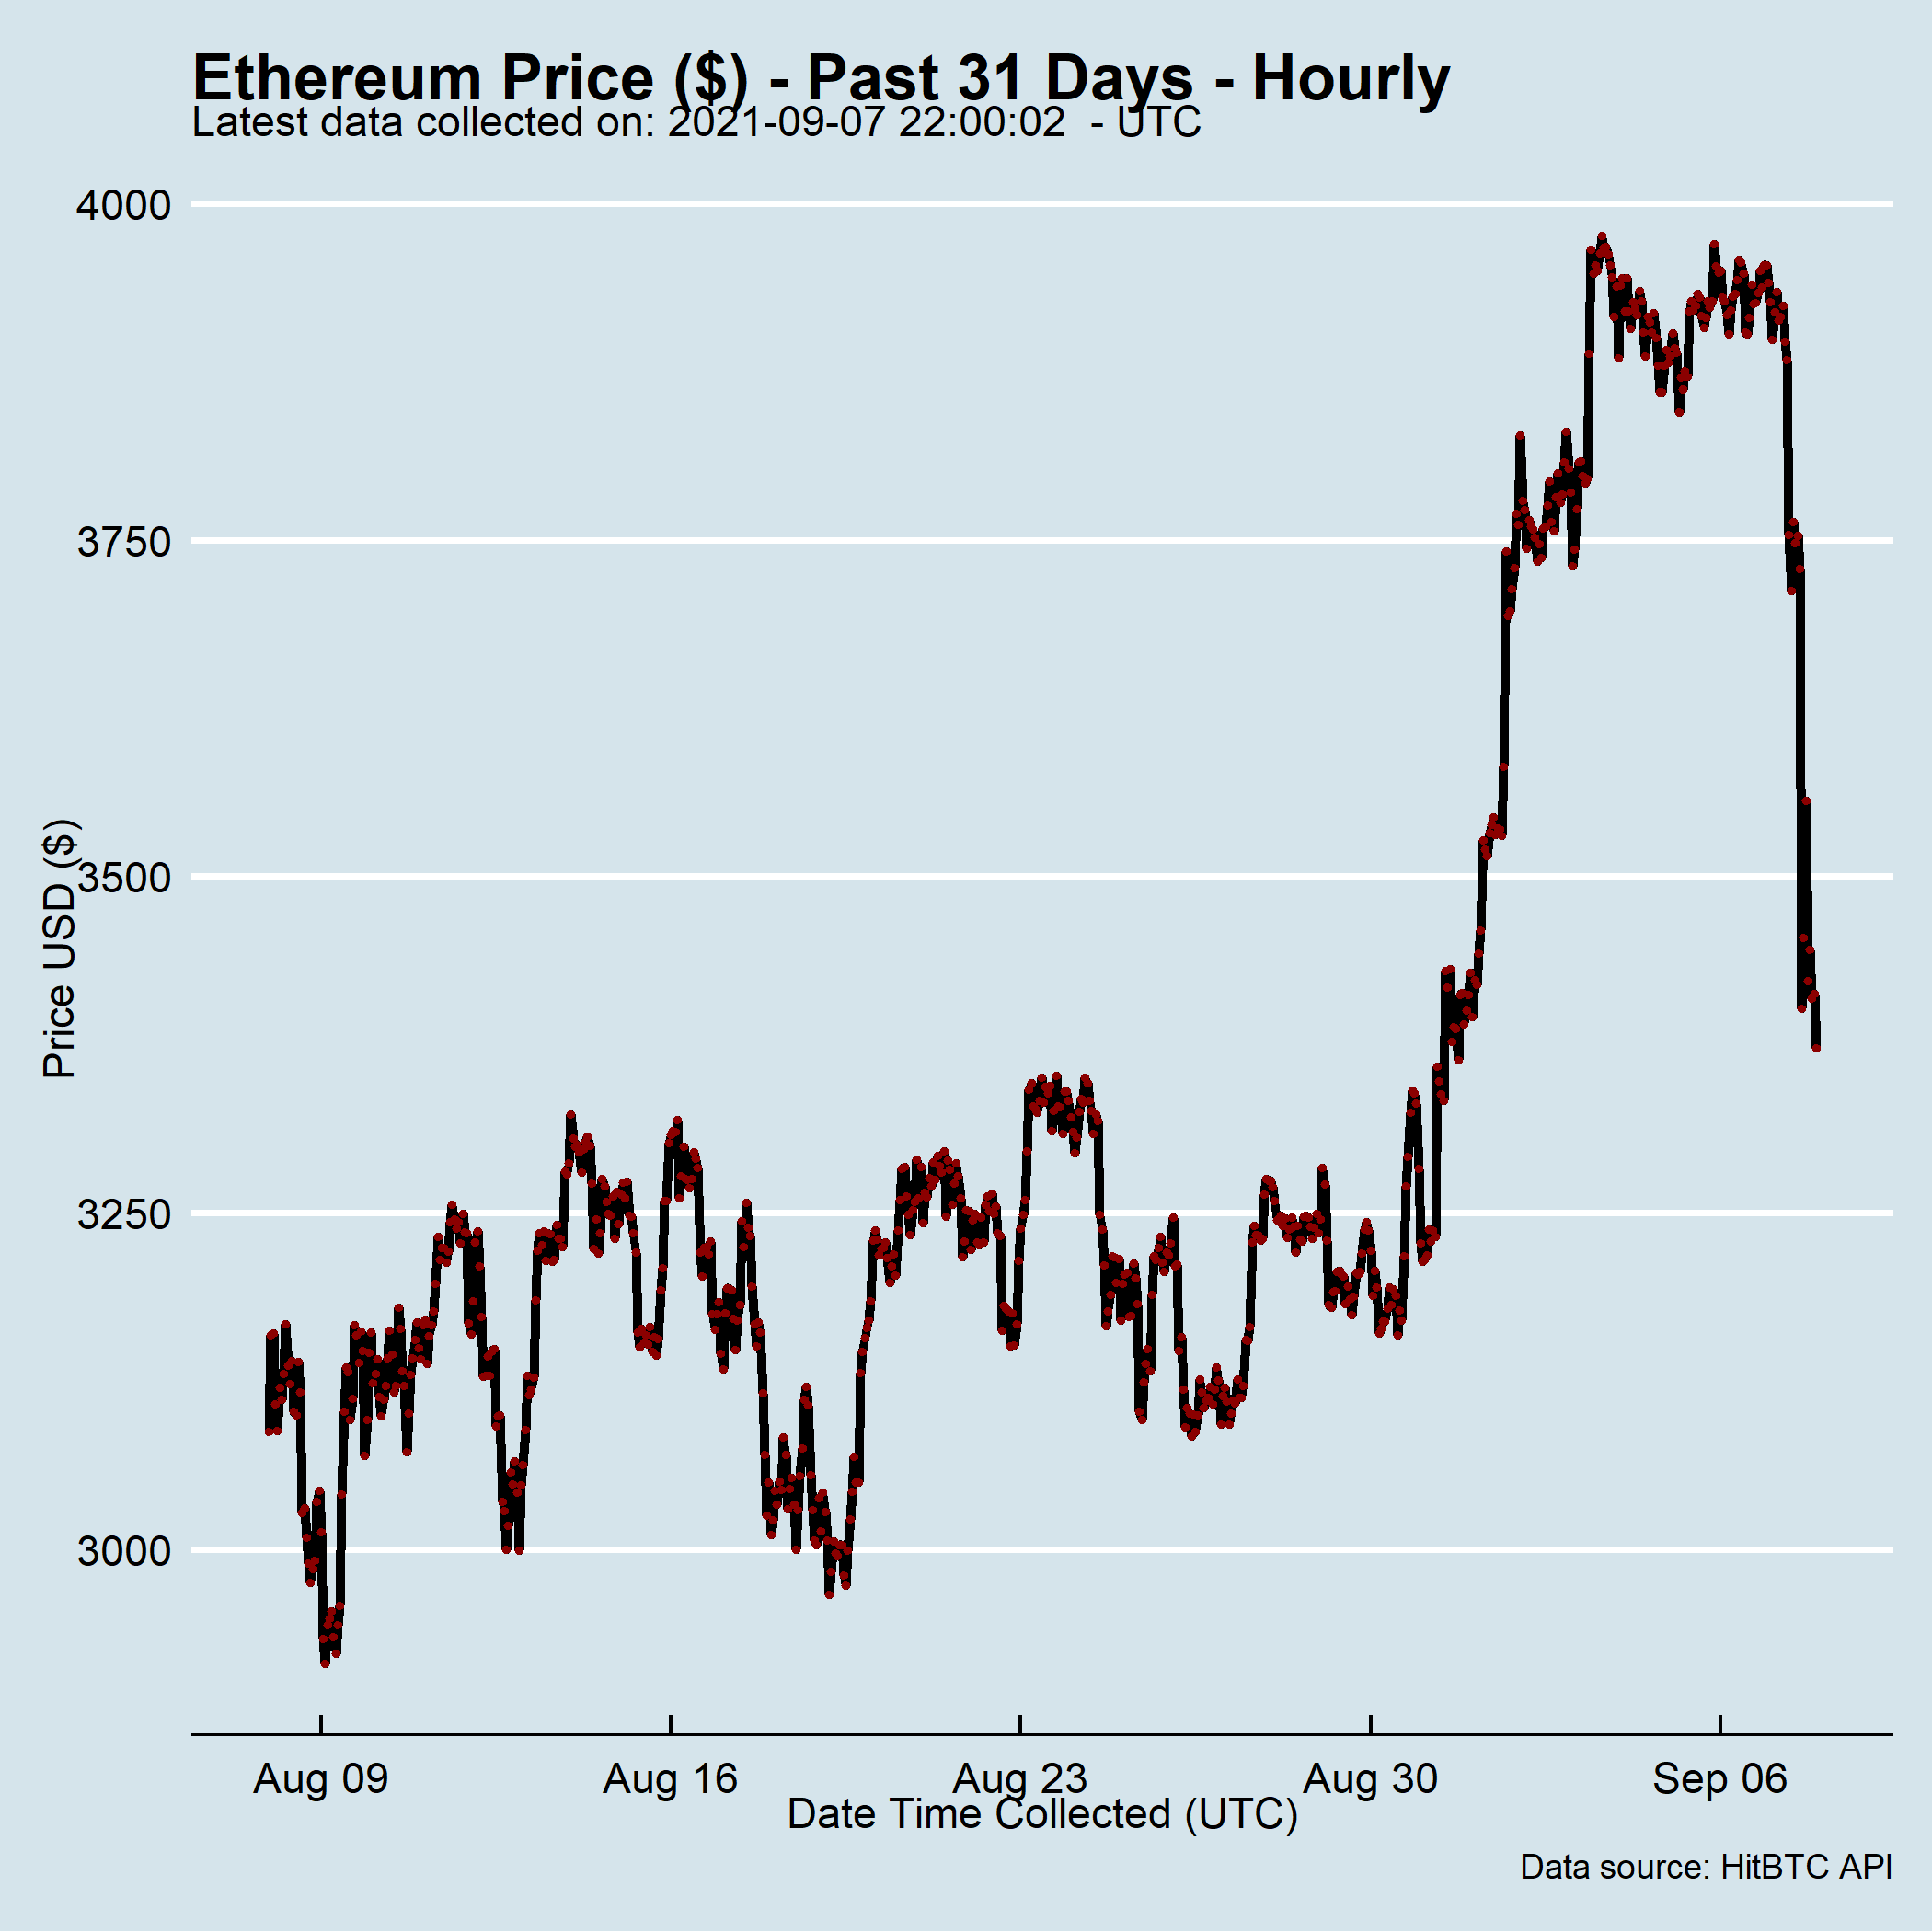 Ethereum Price ($) - Past 31 Days - Hourly
Latest data collected on: 2021-09-07 22:00:02  - UTC
4000
3750
3500
3250
3000
Price USD ($)
Aug 09 Aug 16 Aug 23 Aug 30 Sep 06
Date Time Collected (UTC)
Data source: HitBTC API